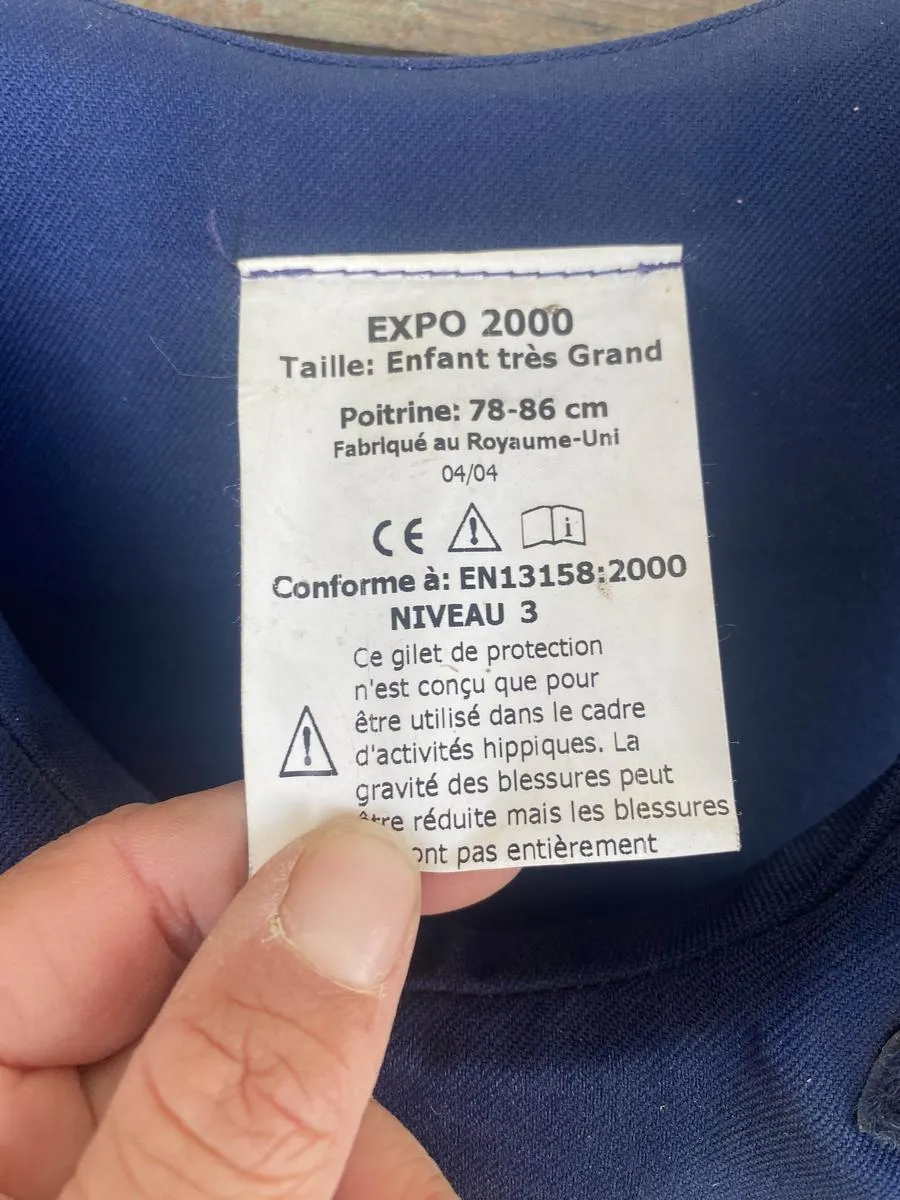 EXPO 2000
Taille: Enfant très Grand
Poitrine: 78-86 cm
Fabriqué au Royaume-Uni
04/04
CE
Conforme à: EN13158:2000
NIVEAU 3
Ce gilet de protection
n'est conçu que pour
être utilisé dans le cadre
d'activités hippiques. La
gravité des blessures peut
être réduite mais les blessures
pas entièrement